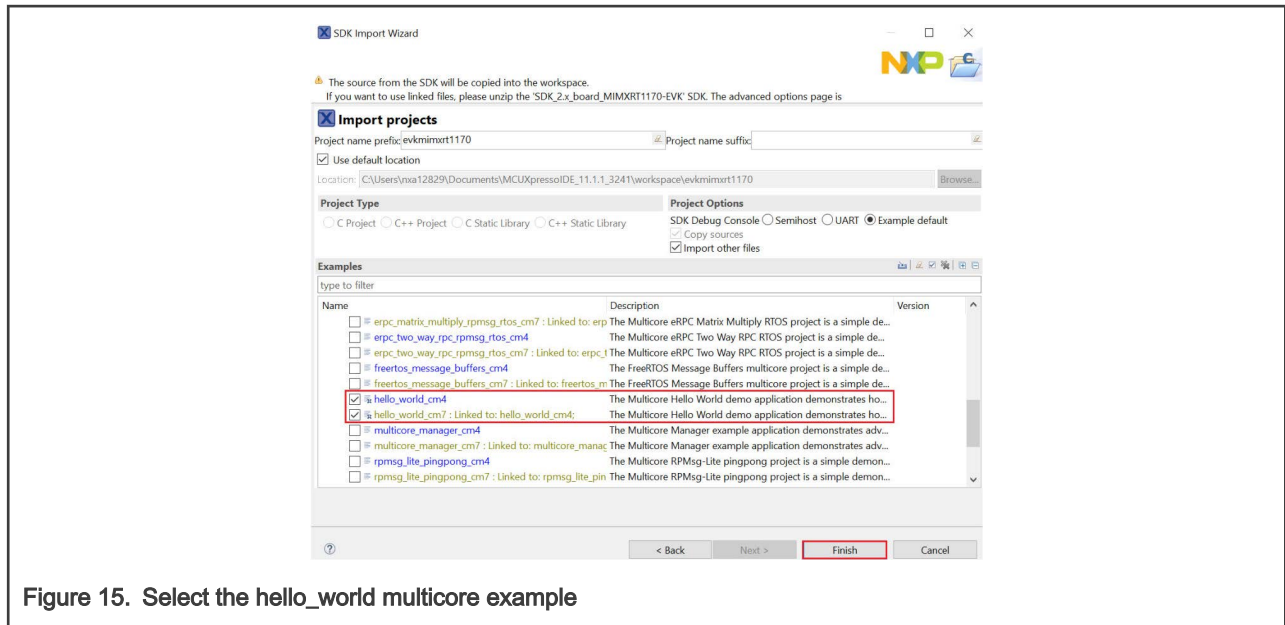 SDK Import Wizard
NXP
The source from the SDK will be copied into the workspace.
If you want to use linked files, please unzip the 'SDK_2.x_board_MIMXRT1170-EVK' SDK. The advanced options page is
Import projects
Project name prefix: evkmimxrt1170 Project name suffix:
Use default location
Location: C:\Users\nxa12829\Documents\MCUXpressoIDE_11.1.1_3241\workspace\evkmimxrt1170 Browse...
Project Type Project Options
C Project C++ Project C Static Library C++ Static Library SDK Debug Console Semihost UART Example default
Copy sources
Import other files
Examples
type to filter
Name Description Version
erpc_matrix_multiply_rpmsg_rtos_cm7 : Linked to: erp The Multicore eRPC Matrix Multiply RTOS project is a simple de...
erpc_two_way_rpc_rpmsg_rtos_cm4 The Multicore eRPC Two Way RPC RTOS project is a simple de...
erpc_two_way_rpc_rpmsg_rtos_cm7 : Linked to: erpc_t The Multicore eRPC Two Way RPC RTOS project is a simple de...
freertos_message_buffers_cm4 The FreeRTOS Message Buffers multicore project is a simple de...
freertos_message_buffers_cm7 : Linked to: freertos_m The FreeRTOS Message Buffers multicore project is a simple de...
hello_world_cm4 The Multicore Hello World demo application demonstrates ho...
hello_world_cm7 : Linked to: hello_world_cm4; The Multicore Hello World demo application demonstrates ho...
multicore_manager_cm4 The Multicore Manager example application demonstrates adv...
multicore_manager_cm7 : Linked to: multicore_manag The Multicore Manager example application demonstrates adv...
rpmsg_lite_pingpong_cm4 The Multicore RPMsg-Lite pingpong project is a simple demon...
rpmsg_lite_pingpong_cm7 : Linked to: rpmsg_lite_pin The Multicore RPMsg-Lite pingpong project is a simple demon...
< Back Next > Finish Cancel
Figure 15. Select the hello_world multicore example